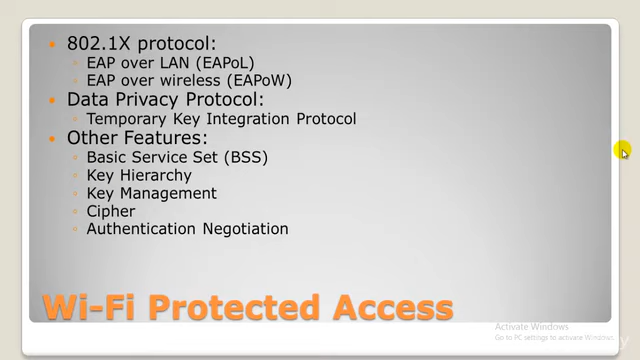 802.1X protocol:
EAP over LAN (EAPoL)
EAP over wireless (EAPoW)
Data Privacy Protocol:
Temporary Key Integration Protocol
Other Features:
Basic Service Set (BSS)
Key Hierarchy
Key Management
Cipher
Authentication Negotiation
Wi-Fi Protected Access
Activate Windows
Go to PC settings to activate Windows.